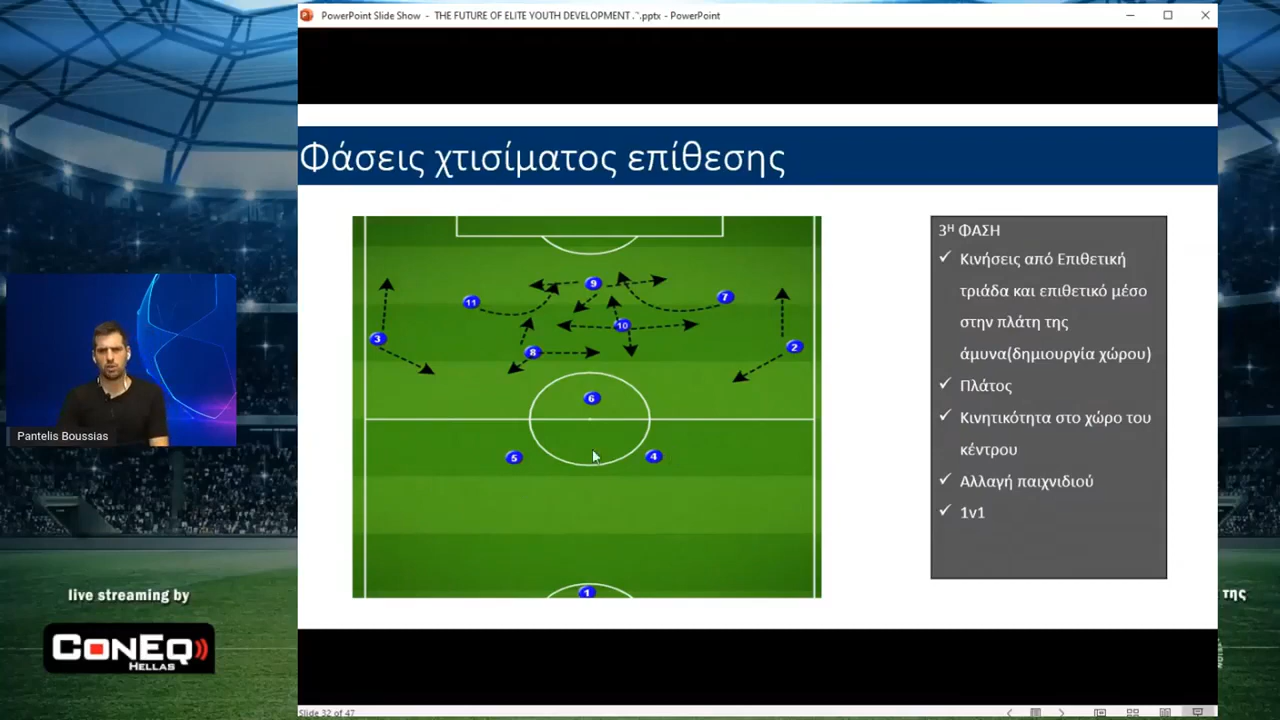 PowerPoint Slide Show - THE FUTURE OF ELITE YOUTH DEVELOPMENT .~.pptx - PowerPoint
Φάσεις χτισίματος επίθεσης
3Η ΦΑΣΗ
Κινήσεις από Επιθετική
τριάδα και επιθετικό μέσο
στην πλάτη της
άμυνα(δημιουργία χώρου)
Πλάτος
Κινητικότητα στο χώρο του
κέντρου
Αλλαγή παιχνιδιού
1v1
9
11
7
10
3
8
2
6
5
4
1
Pantelis Boussias
live streaming by
CONEQ
HELLAS
της
Slide 32 of 47